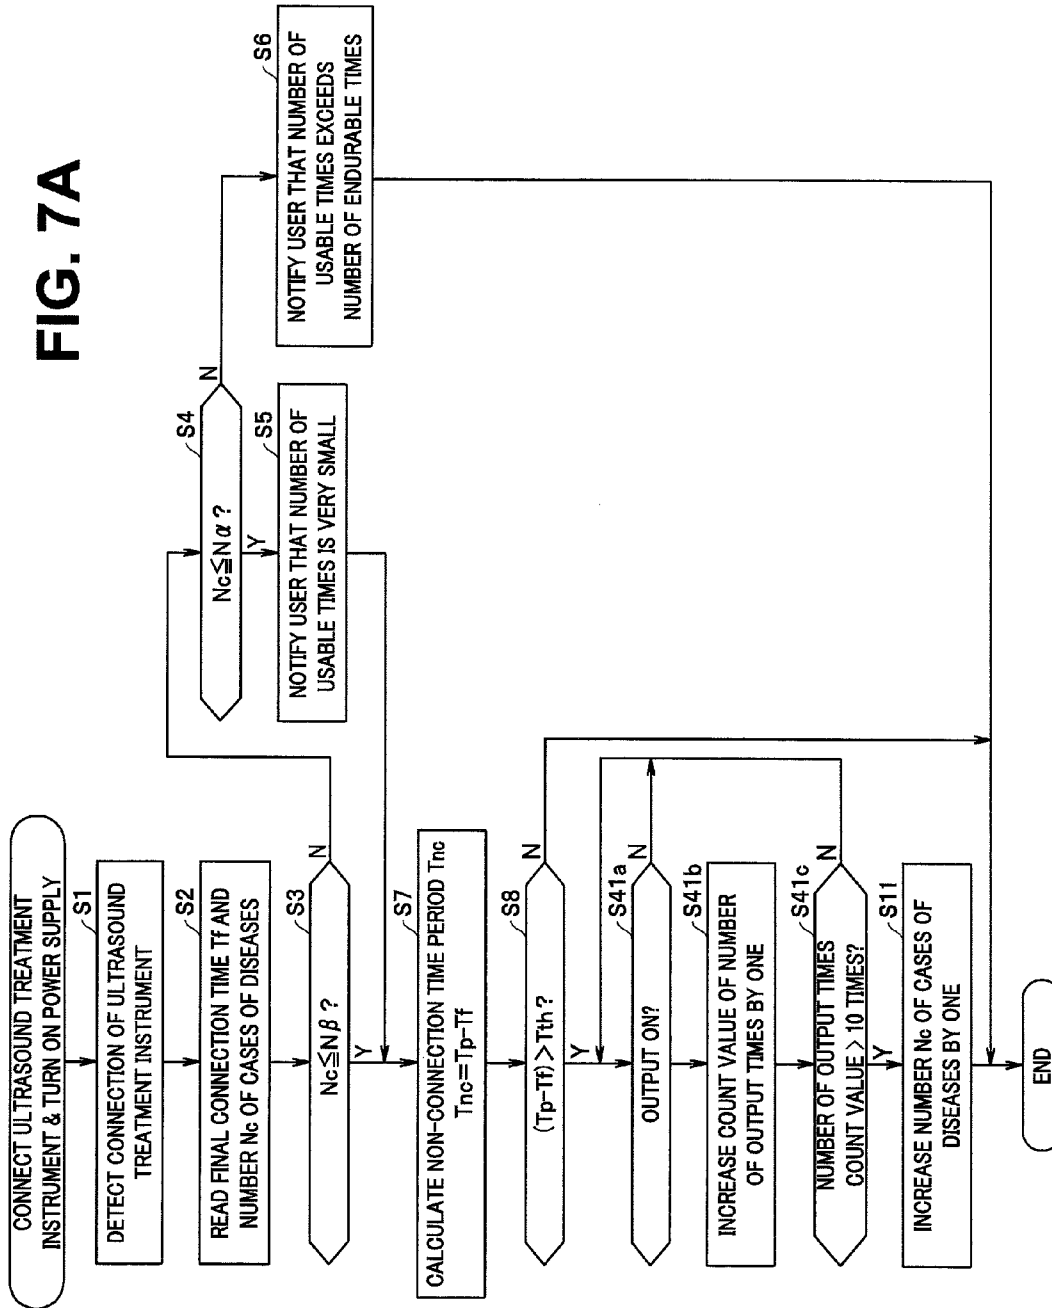 FIG. 7A
CONNECT ULTRASOUND TREATMENT
INSTRUMENT & TURN ON POWER SUPPLY
S1
DETECT CONNECTION OF ULTRASOUND
TREATMENT INSTRUMENT
S2
READ FINAL CONNECTION TIME Tf AND
NUMBER Nc OF CASES OF DISEASES
S3
Nc≦Nβ?
N
Y
S4
Nc≦Nα?
N
Y
S5
NOTIFY USER THAT NUMBER OF
USABLE TIMES IS VERY SMALL
S6
NOTIFY USER THAT NUMBER OF
USABLE TIMES EXCEEDS
NUMBER OF ENDURABLE TIMES
S7
CALCULATE NON-CONNECTION TIME PERIOD Tnc
Tnc=Tp-Tf
S8
(Tp-Tf)>Tth?
N
Y
S41a
OUTPUT ON?
N
S41b
INCREASE COUNT VALUE OF NUMBER
OF OUTPUT TIMES BY ONE
S41c
NUMBER OF OUTPUT TIMES
COUNT VALUE > 10 TIMES?
N
Y
S11
INCREASE NUMBER Nc OF CASES OF
DISEASES BY ONE
END